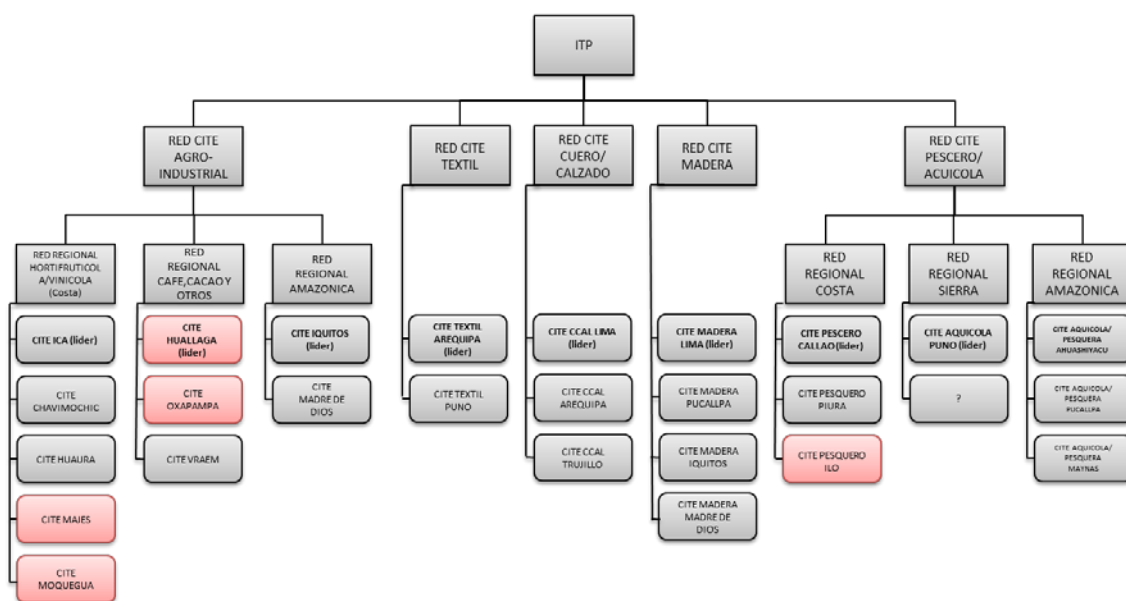 ITP
RED CITE
AGRO-
INDUSTRIAL
RED CITE
TEXTIL
RED CITE
CUERO/
CALZADO
RED CITE
MADERA
RED CITE
PESCERO/
ACUICOLA
RED REGIONAL
HORTIFRUTICOL
A/VINICOLA
(Costa)
RED
REGIONAL
CAFE,CACAO Y
OTROS
RED
REGIONAL
AMAZONICA
RED
REGIONAL
COSTA
RED
REGIONAL
SIERRA
RED
REGIONAL
AMAZONICA
CITE ICA (lider)
CITE
CHAVIMOCHIC
CITE HUAURA
CITE MAJES
CITE
MOQUEGUA
CITE
HUALLAGA
(lider)
CITE
OXAPAMPA
CITE VRAEM
CITE IQUITOS
(lider)
CITE
MADRE DE
DIOS
CITE TEXTIL
AREQUIPA
(lider)
CITE TEXTIL
PUNO
CITE CCAL LIMA
(lider)
CITE CCAL
AREQUIPA
CITE CCAL
TRUJILLO
CITE MADERA
LIMA (lider)
CITE MADERA
PUCALLPA
CITE MADERA
IQUITOS
CITE MADERA
MADRE DE
DIOS
CITE PESCERO
CALLAO (lider)
CITE PESQUERO
PIURA
CITE PESQUERO
ILO
CITE AQUICOLA
PUNO (lider)
?
CITE AQUICOLA/
PESQUERA
AHUASHIYACU
CITE AQUICOLA/
PESQUERA
PUCALLPA
CITE AQUICOLA/
PESQUERA
MAYNAS